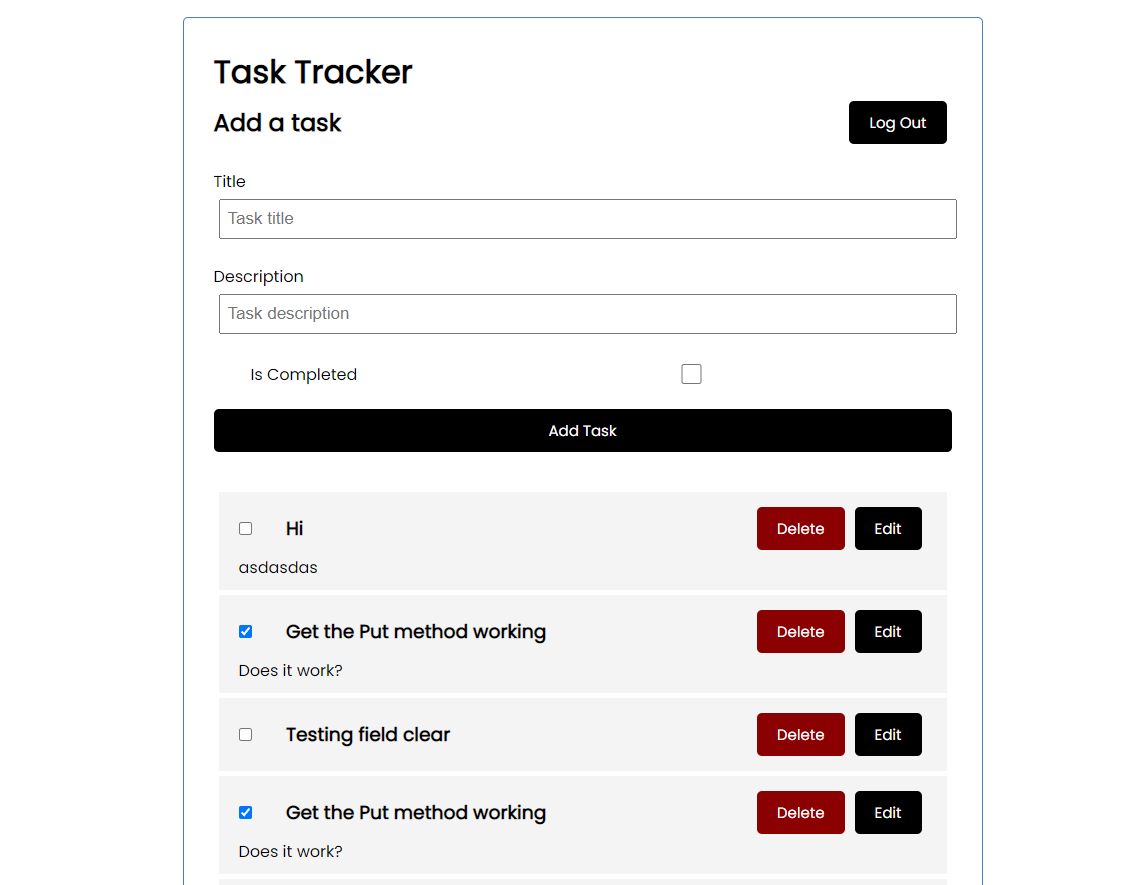 Task Tracker
Add a task
Log Out
Title
Task title
Description
Task description
Is Completed
Add Task
Hi
Delete
Edit
asdasdas
Get the Put method working
Delete
Edit
Does it work?
Testing field clear
Delete
Edit
Get the Put method working
Delete
Edit
Does it work?